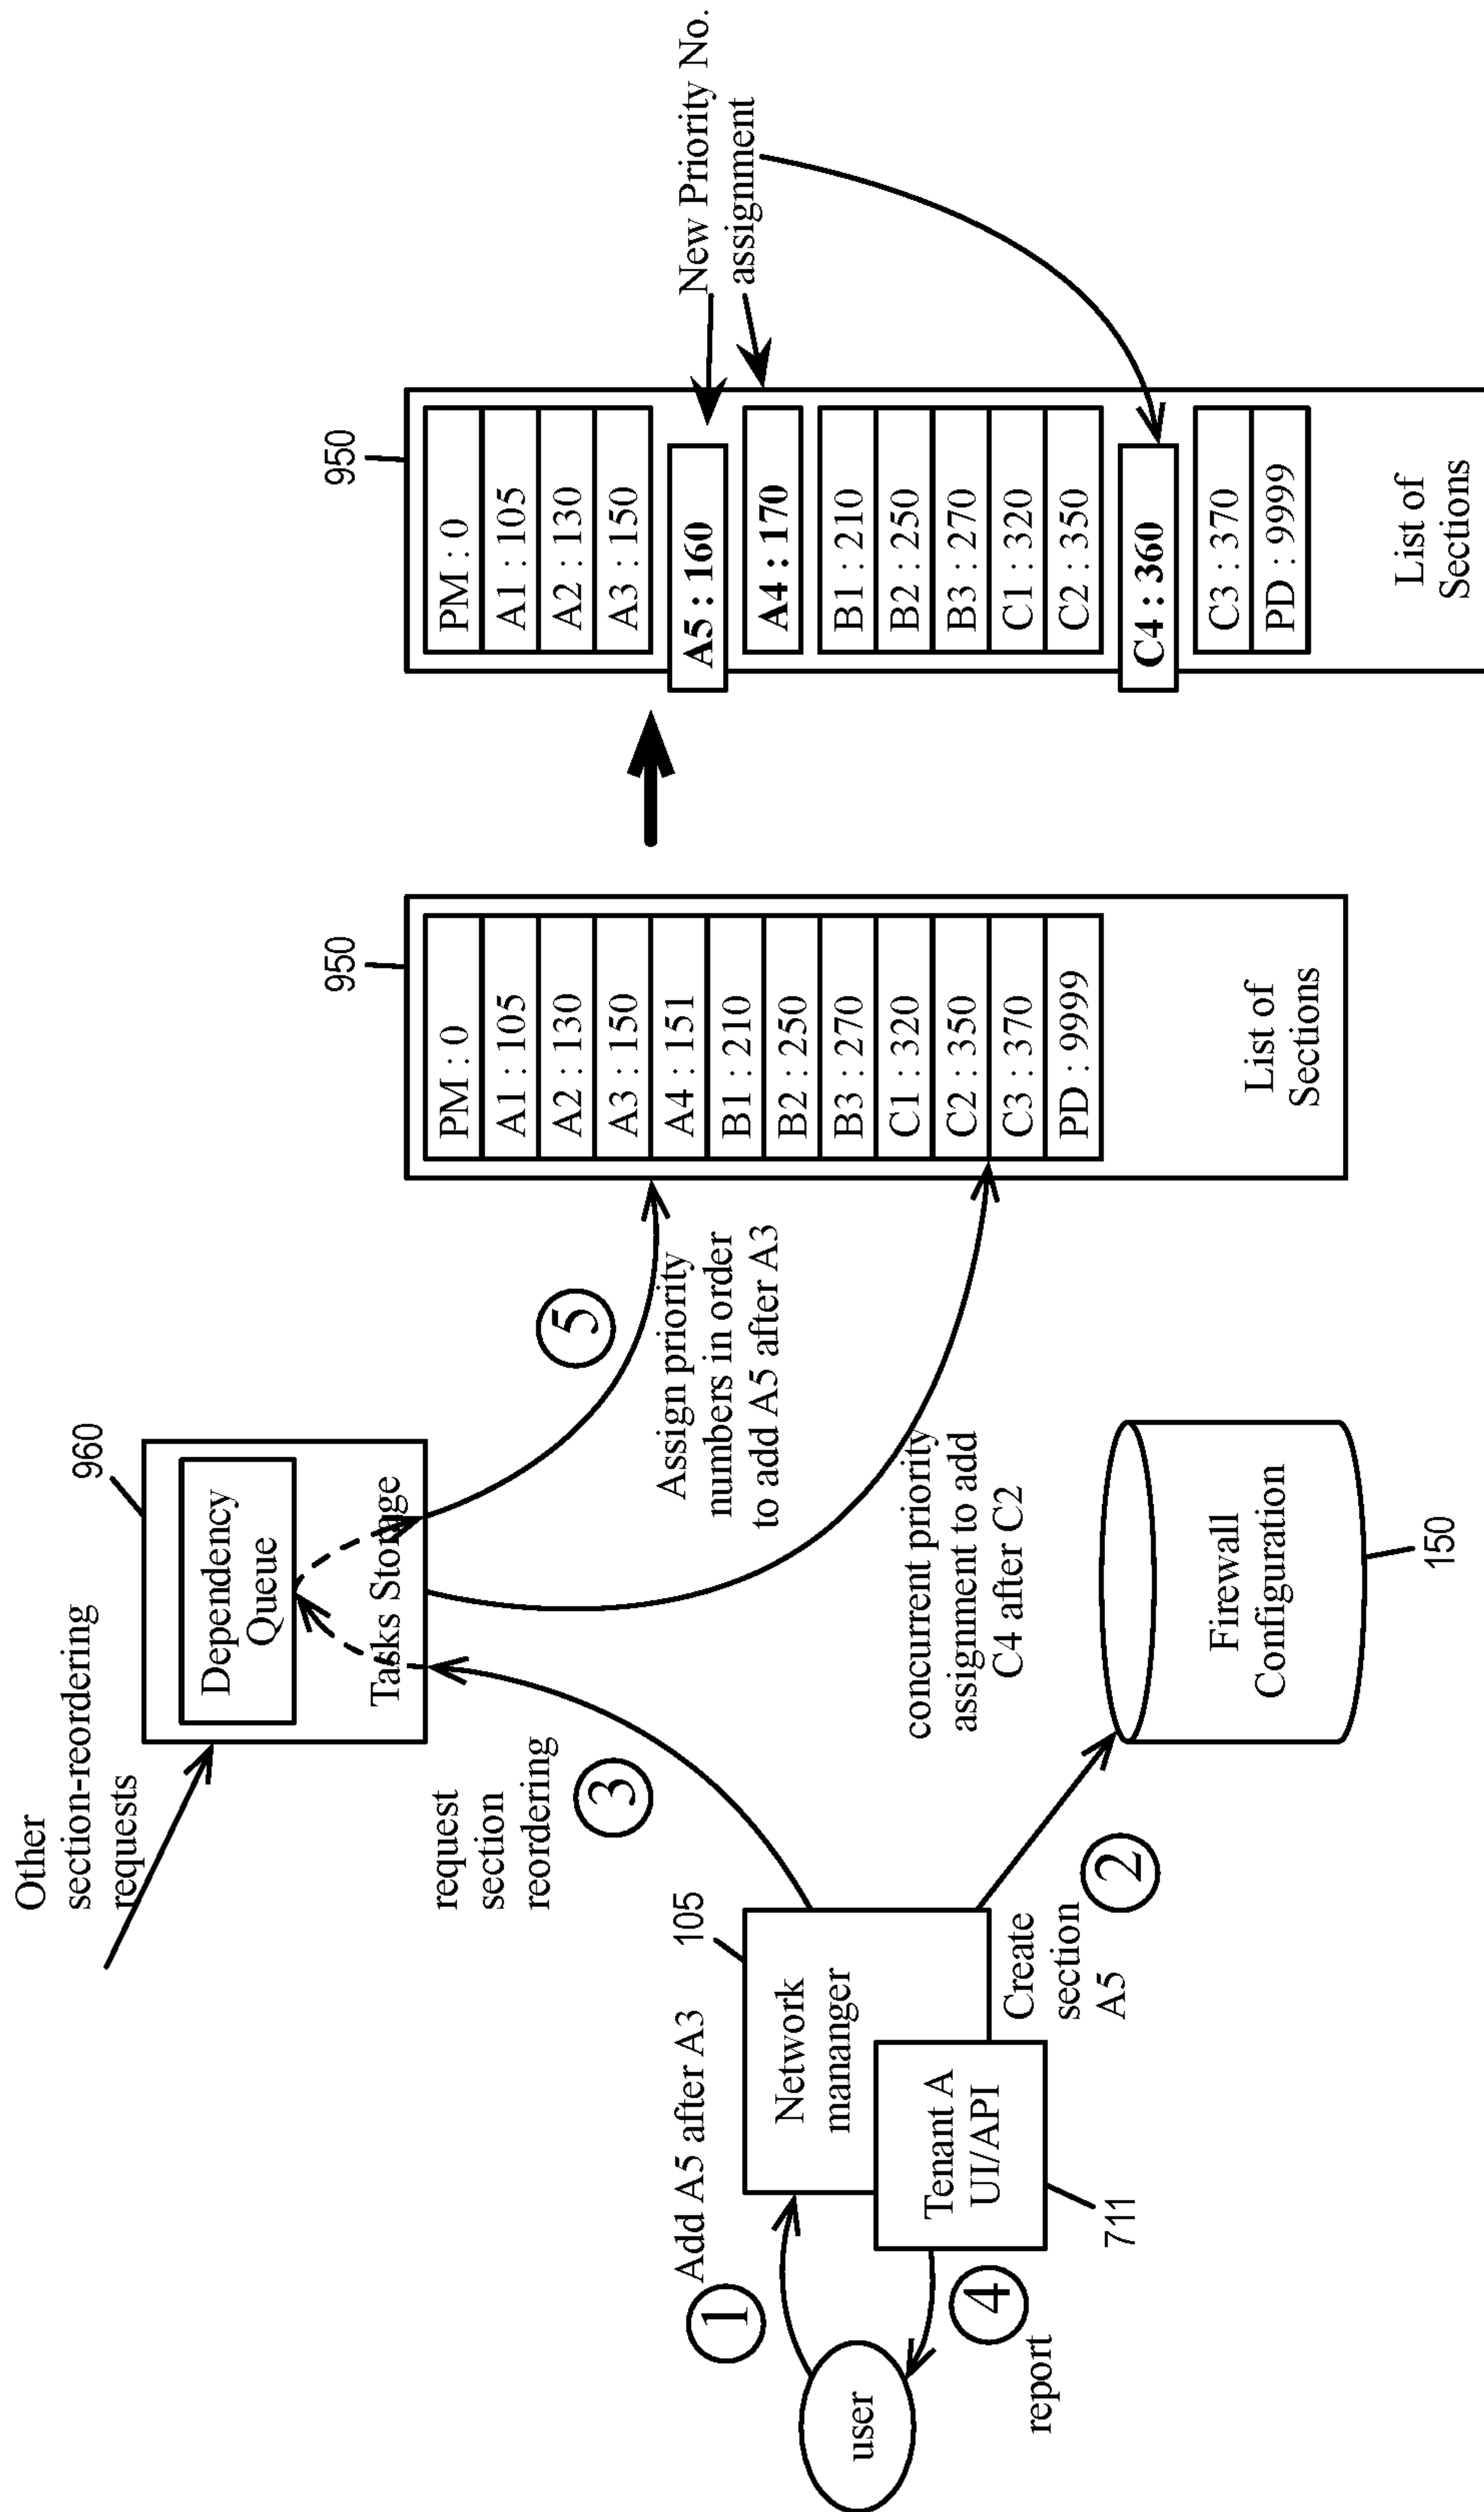 Other
section-reordering
requests
960
Dependency
Queue
Tasks Storage
request
section
reordering
3
5
Assign priority
numbers in order
to add A5 after A3
concurrent priority
assignment to add
C4 after C2
1
Add A5 after A3
105
Network
mananger
Tenant A
UI/API
711
user
4
report
Create
section
A5
2
Firewall
Configuration
150
950
PM : 0
A1 : 105
A2 : 130
A3 : 150
A4 : 151
B1 : 210
B2 : 250
B3 : 270
C1 : 320
C2 : 350
C3 : 370
PD : 9999
List of
Sections
950
PM : 0
A1 : 105
A2 : 130
A3 : 150
A5 : 160
A4 : 170
B1 : 210
B2 : 250
B3 : 270
C1 : 320
C2 : 350
C4 : 360
C3 : 370
PD : 9999
List of
Sections
New Priority No.
assignment